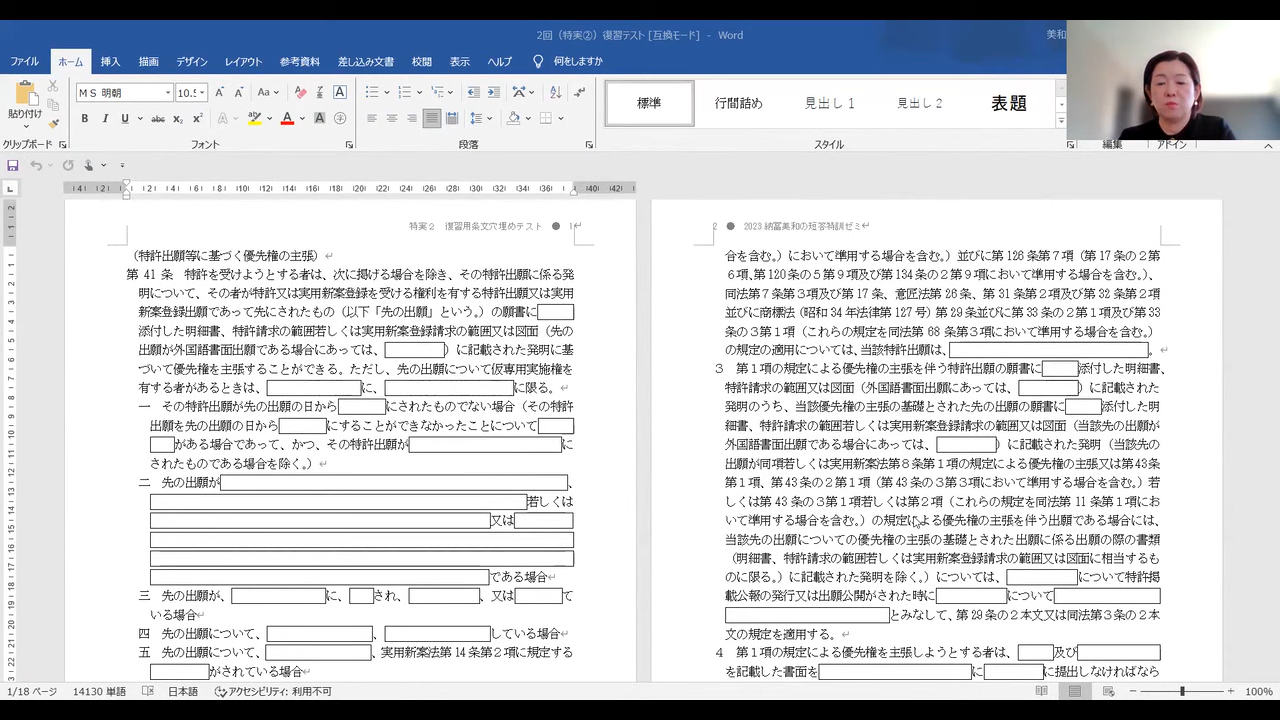 2回（特実②）復習テスト [互換モード] - Word
美和
ファイル ホーム 挿入 描画 デザイン レイアウト 参考資料 差し込み文書 校閲 表示 ヘルプ 何をしますか
貼り付け
ＭＳ 明朝 10.5
標準 行間詰め 見出し 1 見出し 2 表題
クリップボード フォント 段落 スタイル 編集 アドイン
特実２ 復習用条文穴埋めテスト ● 1
（特許出願等に基づく優先権の主張）
第 41 条 特許を受けようとする者は、次に掲げる場合を除き、その特許出願に係る発
明について、その者が特許又は実用新案登録を受ける権利を有する特許出願又は実用
新案登録出願であって先にされたもの（以下「先の出願」という。）の願書に
添付した明細書、特許請求の範囲若しくは実用新案登録請求の範囲又は図面（先の
出願が外国語書面出願である場合にあっては、 ）に記載された発明に基
づいて優先権を主張することができる。ただし、先の出願について仮専用実施権を
有する者があるときは、 に、 に限る。
一 その特許出願が先の出願の日から にされたものでない場合（その特許
出願を先の出願の日から にすることができなかったことについて
がある場合であって、かつ、その特許出願が に
されたものである場合を除く。）
二 先の出願が 、
若しくは
又は
である場合
三 先の出願が、 に、 され、 、又は て
いる場合
四 先の出願について、 、 している場合
五 先の出願について、 、実用新案法第 14 条第２項に規定する
がされている場合
2 ● 2023 納冨美和の短答特訓ゼミ
合を含む。）において準用する場合を含む。）並びに第 126 条第７項（第 17 条の２第
６項、第 120 条の５第９項及び第 134 条の２第９項において準用する場合を含む。）、
同法第７条第３項及び第 17 条、意匠法第 26 条、第 31 条第２項及び第 32 条第２項
並びに商標法（昭和 34 年法律第 127 号）第 29 条並びに第 33 条の２第１項及び第 33
条の３第１項（これらの規定を同法第 68 条第３項において準用する場合を含む。）
の規定の適用については、当該特許出願は、 。
３ 第１項の規定による優先権の主張を伴う特許出願の願書に 添付した明細書、
特許請求の範囲又は図面（外国語書面出願にあっては、 ）に記載された
発明のうち、当該優先権の主張の基礎とされた先の出願の願書に 添付した明
細書、特許請求の範囲若しくは実用新案登録請求の範囲又は図面（当該先の出願が
外国語書面出願である場合にあっては、 ）に記載された発明（当該先の
出願が同項若しくは実用新案法第８条第１項の規定による優先権の主張又は第43条
第１項、第 43 条の２第１項（第 43 条の３第３項において準用する場合を含む。）若
しくは第 43 条の３第１項若しくは第２項（これらの規定を同法第 11 条第１項にお
いて準用する場合を含む。）の規定による優先権の主張を伴う出願である場合には、
当該先の出願についての優先権の主張の基礎とされた出願に係る出願の際の書類
（明細書、特許請求の範囲若しくは実用新案登録請求の範囲又は図面に相当するも
のに限る。）に記載された発明を除く。）については、 について特許掲
載公報の発行又は出願公開がされた時に について
とみなして、第 29 条の２本文又は同法第３条の２本
文の規定を適用する。
４ 第１項の規定による優先権を主張しようとする者は、 及び
を記載した書面を に に提出しなければなら
1/18 ページ 14130 単語 日本語 アクセシビリティ: 利用不可 100%